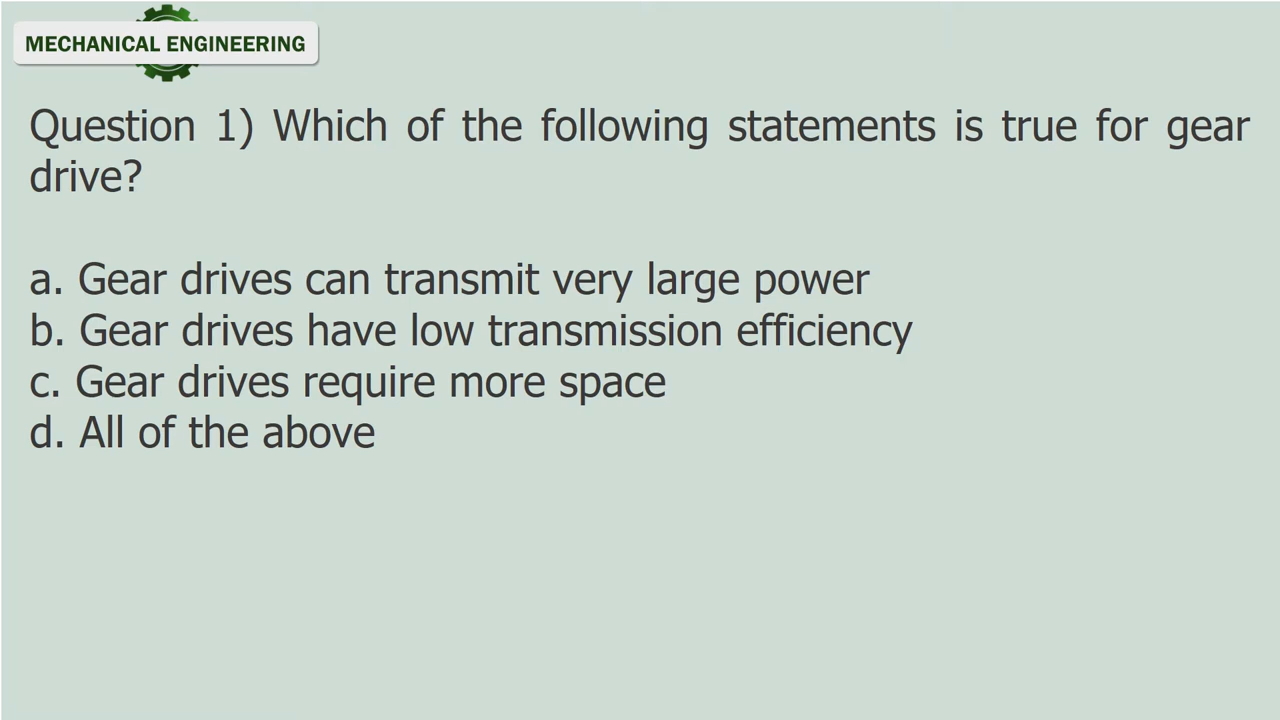 MECHANICAL ENGINEERING
Question 1) Which of the following statements is true for gear
drive?
a. Gear drives can transmit very large power
b. Gear drives have low transmission efficiency
c. Gear drives require more space
d. All of the above